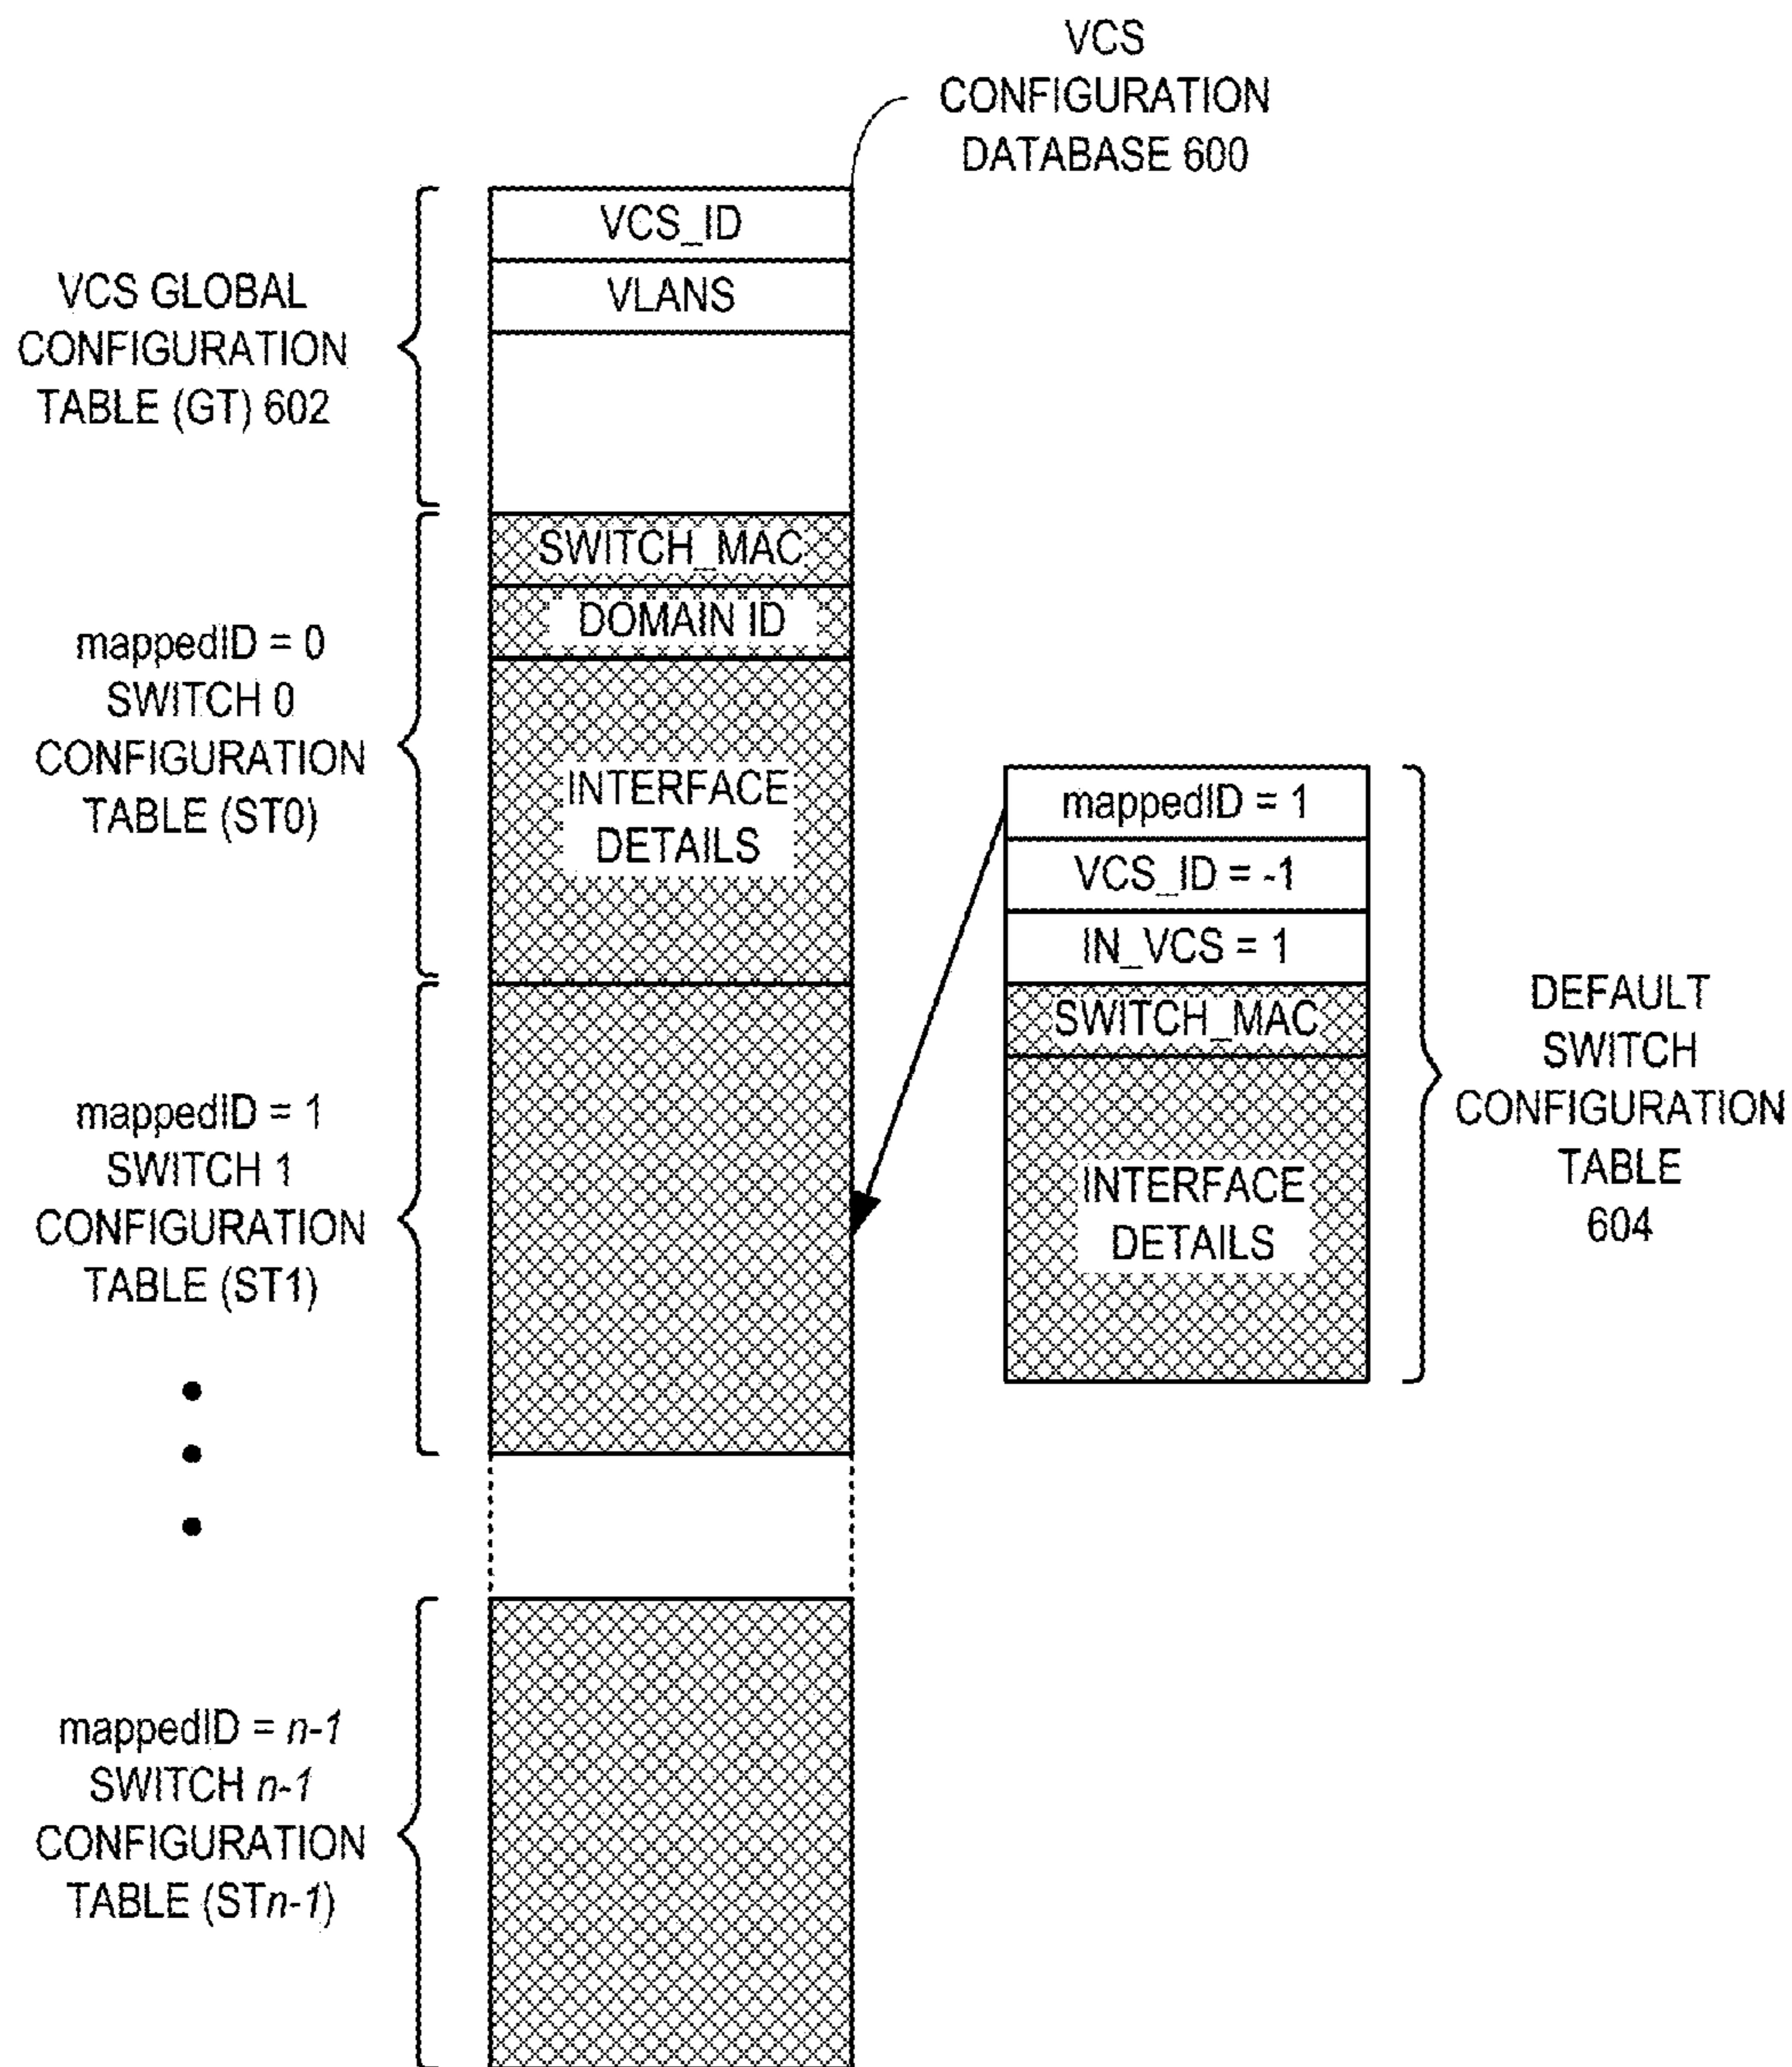 VCS
CONFIGURATION
DATABASE 600
VCS_ID
VLANS
VCS GLOBAL
CONFIGURATION
TABLE (GT) 602
SWITCH_MAC
DOMAIN ID
INTERFACE
DETAILS
mappedID = 0
SWITCH 0
CONFIGURATION
TABLE (ST0)
mappedID = 1
VCS_ID = -1
IN_VCS = 1
SWITCH_MAC
INTERFACE
DETAILS
DEFAULT
SWITCH
CONFIGURATION
TABLE
604
mappedID = 1
SWITCH 1
CONFIGURATION
TABLE (ST1)
mappedID = n-1
SWITCH n-1
CONFIGURATION
TABLE (STn-1)